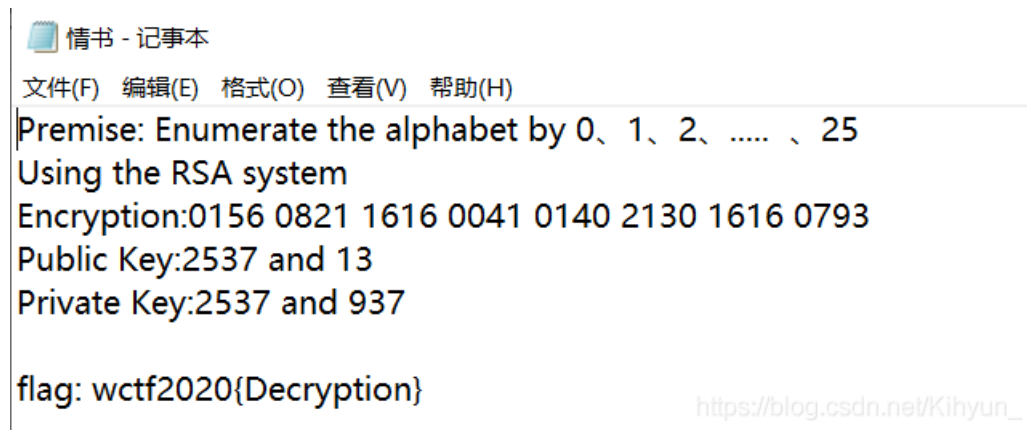 情书 - 记事本
文件(F) 编辑(E) 格式(O) 查看(V) 帮助(H)
Premise: Enumerate the alphabet by 0、1、2、..... 、25
Using the RSA system
Encryption:0156 0821 1616 0041 0140 2130 1616 0793
Public Key:2537 and 13
Private Key:2537 and 937
flag: wctf2020{Decryption}
https://blog.csdn.net/Kihyun_